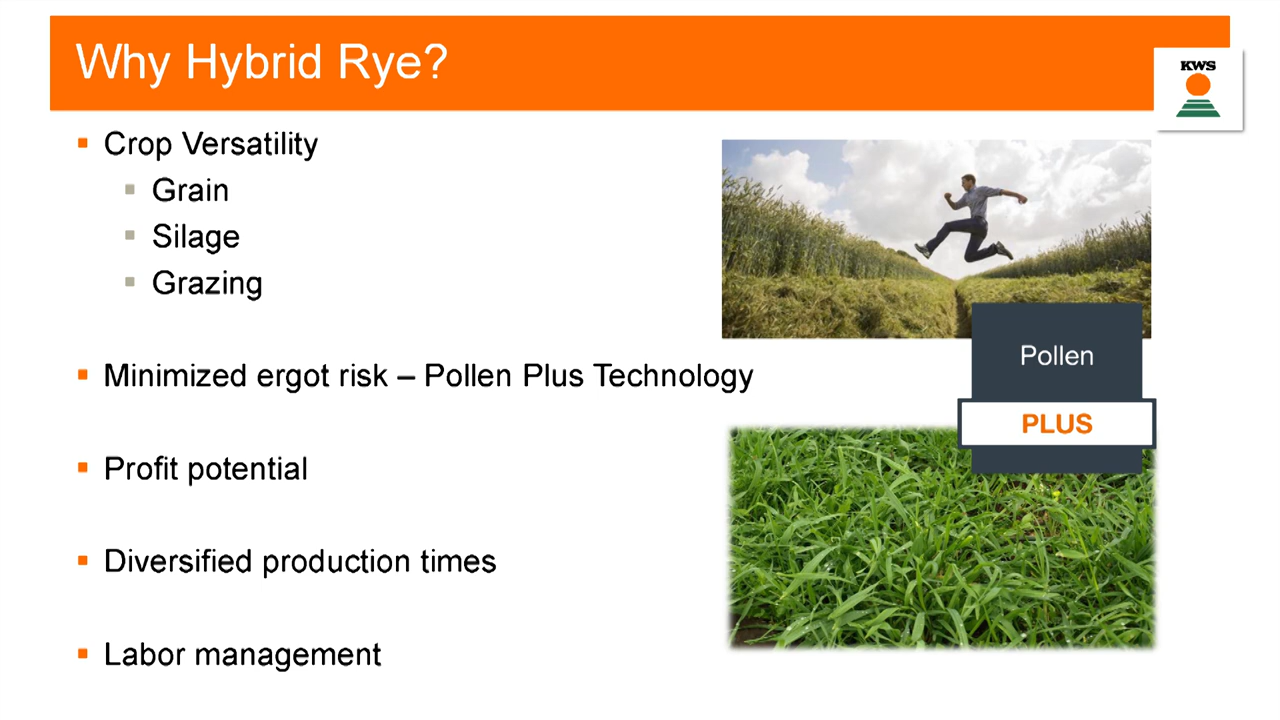 Why Hybrid Rye?
KWS
Crop Versatility
Grain
Silage
Grazing
Minimized ergot risk – Pollen Plus Technology
Profit potential
Diversified production times
Labor management
Pollen
PLUS